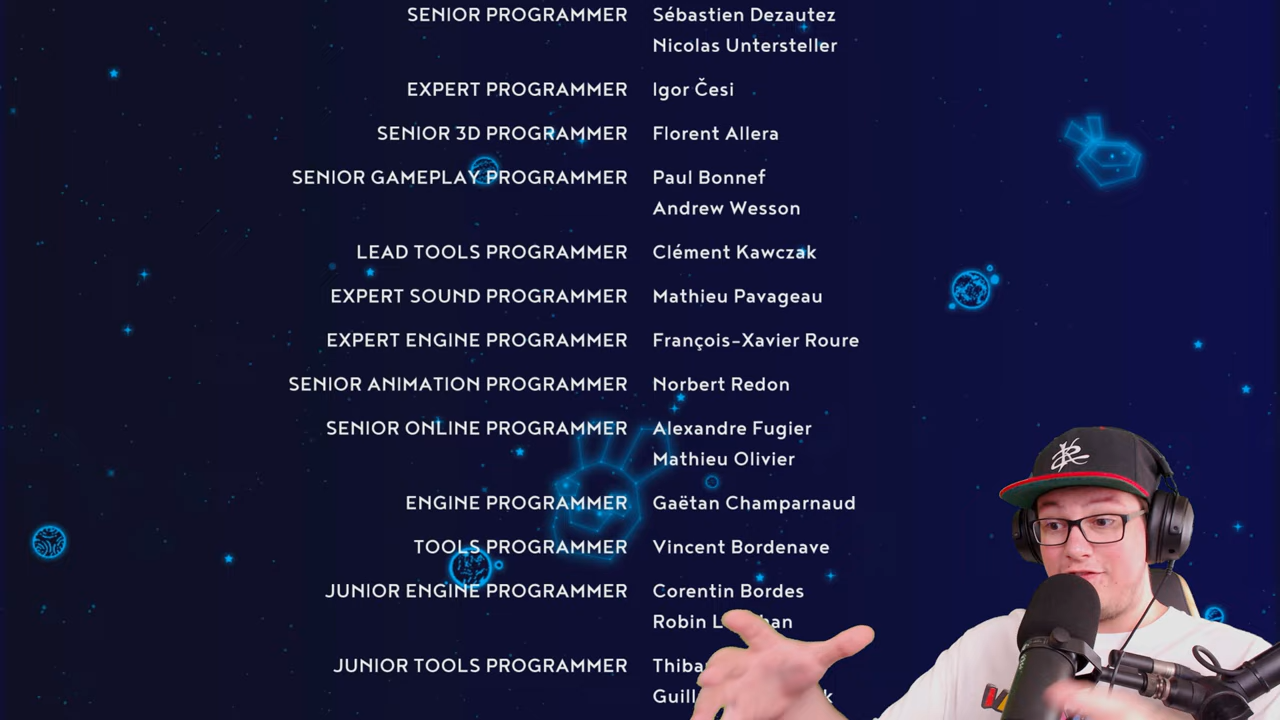 SENIOR PROGRAMMER Sébastien Dezautez
Nicolas Untersteller
EXPERT PROGRAMMER Igor Česi
SENIOR 3D PROGRAMMER Florent Allera
SENIOR GAMEPLAY PROGRAMMER Paul Bonnef
Andrew Wesson
LEAD TOOLS PROGRAMMER Clément Kawczak
EXPERT SOUND PROGRAMMER Mathieu Pavageau
EXPERT ENGINE PROGRAMMER François-Xavier Roure
SENIOR ANIMATION PROGRAMMER Norbert Redon
SENIOR ONLINE PROGRAMMER Alexandre Fugier
Mathieu Olivier
ENGINE PROGRAMMER Gaëtan Champarnaud
TOOLS PROGRAMMER Vincent Bordenave
JUNIOR ENGINE PROGRAMMER Corentin Bordes
Robin
JUNIOR TOOLS PROGRAMMER